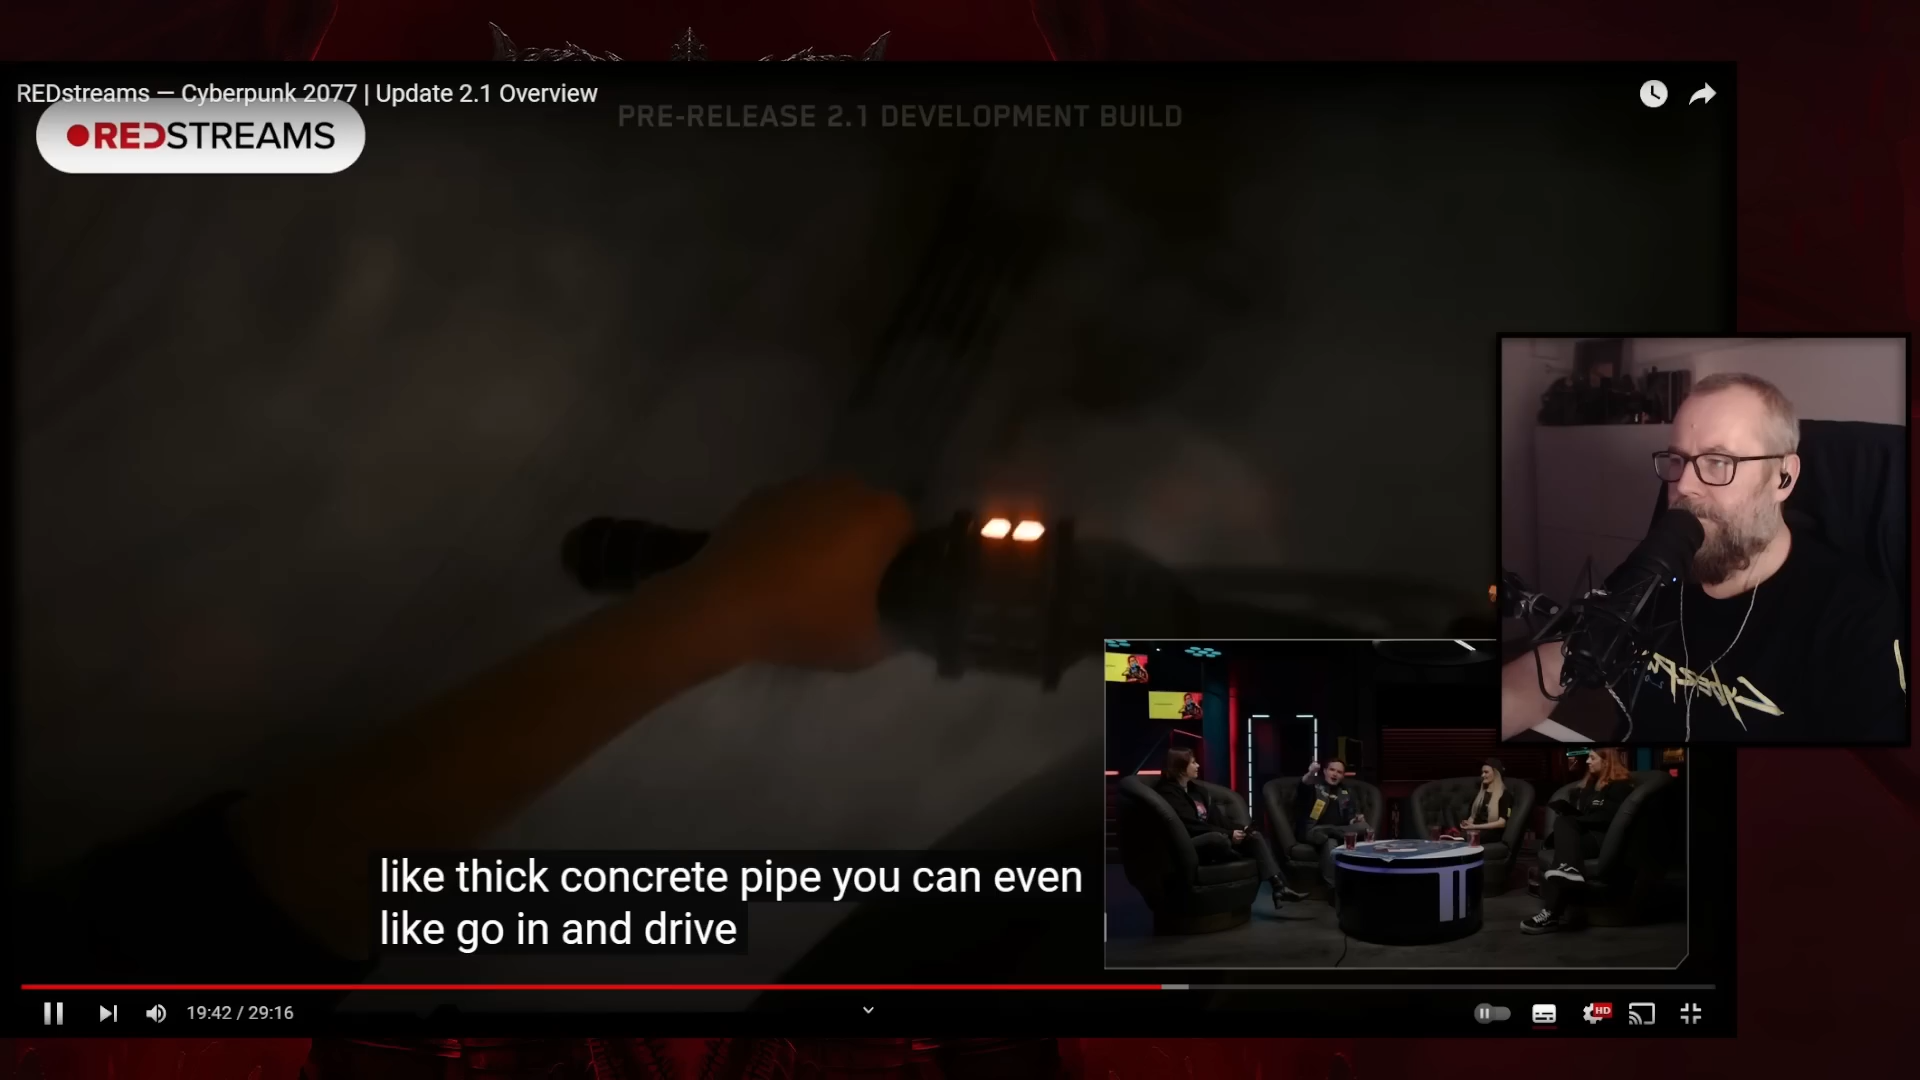 REDstreams — Cyberpunk 2077 | Update 2.1 Overview
REDSTREAMS
PRE-RELEASE 2.1 DEVELOPMENT BUILD
like thick concrete pipe you can even
like go in and drive
19:42 / 29:16
HD